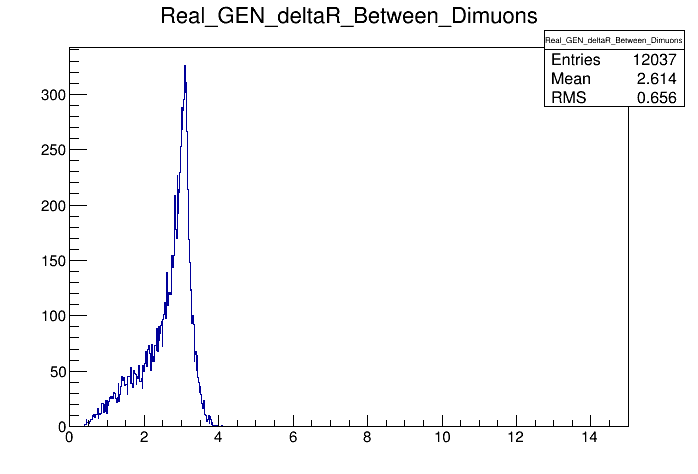 Real_GEN_deltaR_Between_Dimuons
Real_GEN_deltaR_Between_Dimuons
Entries 12037
Mean 2.614
RMS 0.656
300
250
200
150
100
50
0
0 2 4 6 8 10 12 14